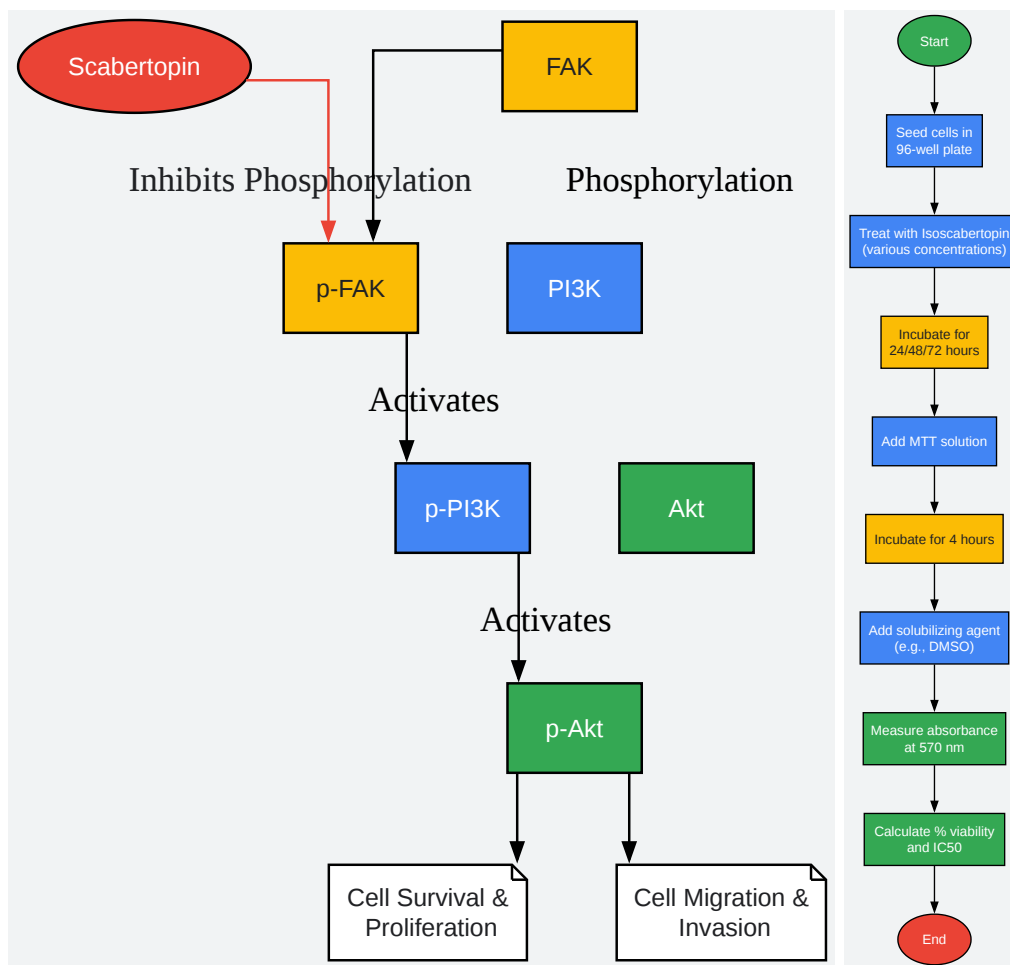 Scabertopin
FAK
Inhibits Phosphorylation
Phosphorylation
p-FAK
PI3K
Activates
p-PI3K
Akt
Activates
p-Akt
Cell Survival &
Proliferation
Cell Migration &
Invasion
Start
Seed cells in
96-well plate
Treat with Isoscabertopin
(various concentrations)
Incubate for
24/48/72 hours
Add MTT solution
Incubate for 4 hours
Add solubilizing agent
(e.g., DMSO)
Measure absorbance
at 570 nm
Calculate % viability
and IC50
End